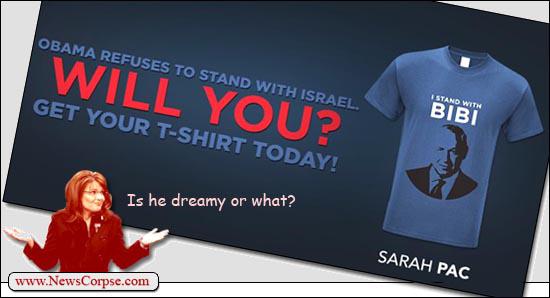 OBAMA REFUSES TO STAND WITH ISRAEL.
WILL YOU?
GET YOUR T-SHIRT TODAY!
I STAND WITH
BIBI
SARAH PAC
Is he dreamy or what?
www.NewsCorpse.com